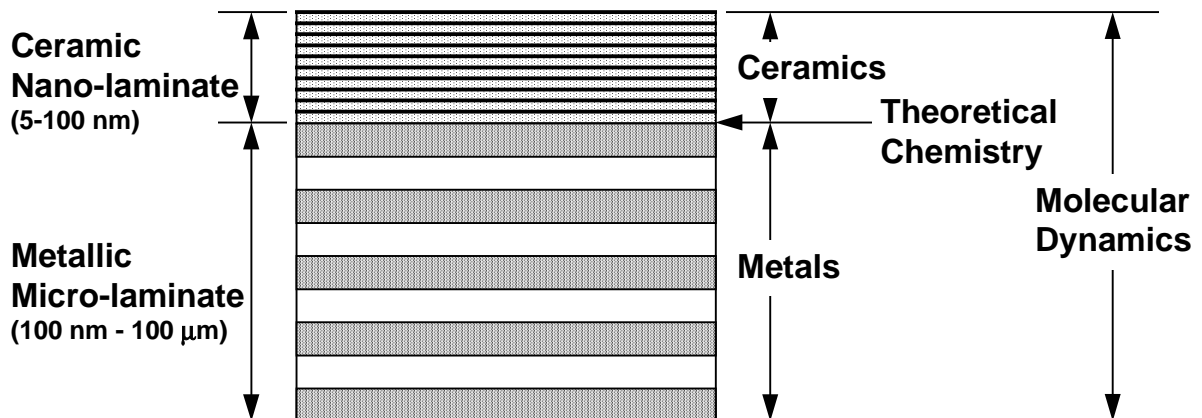 Ceramic
Nano-laminate
(5-100 nm)
Metallic
Micro-laminate
(100 nm - 100 μm)
Ceramics
Theoretical
Chemistry
Metals
Molecular
Dynamics